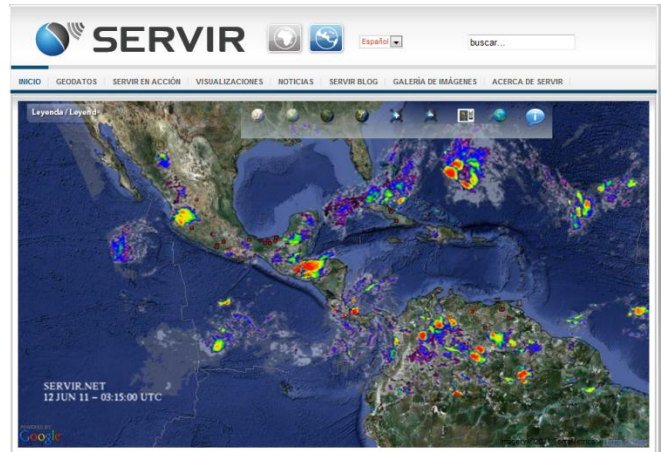 SERVIR
Español
buscar...
INICIO GEODATOS SERVIR EN ACCIÓN VISUALIZACIONES NOTICIAS SERVIR BLOG GALERÍA DE IMÁGENES ACERCA DE SERVIR
Leyenda / Leyend
SERVIR.NET
12 JUN 11 – 03:15:00 UTC
POWERED BY
Google